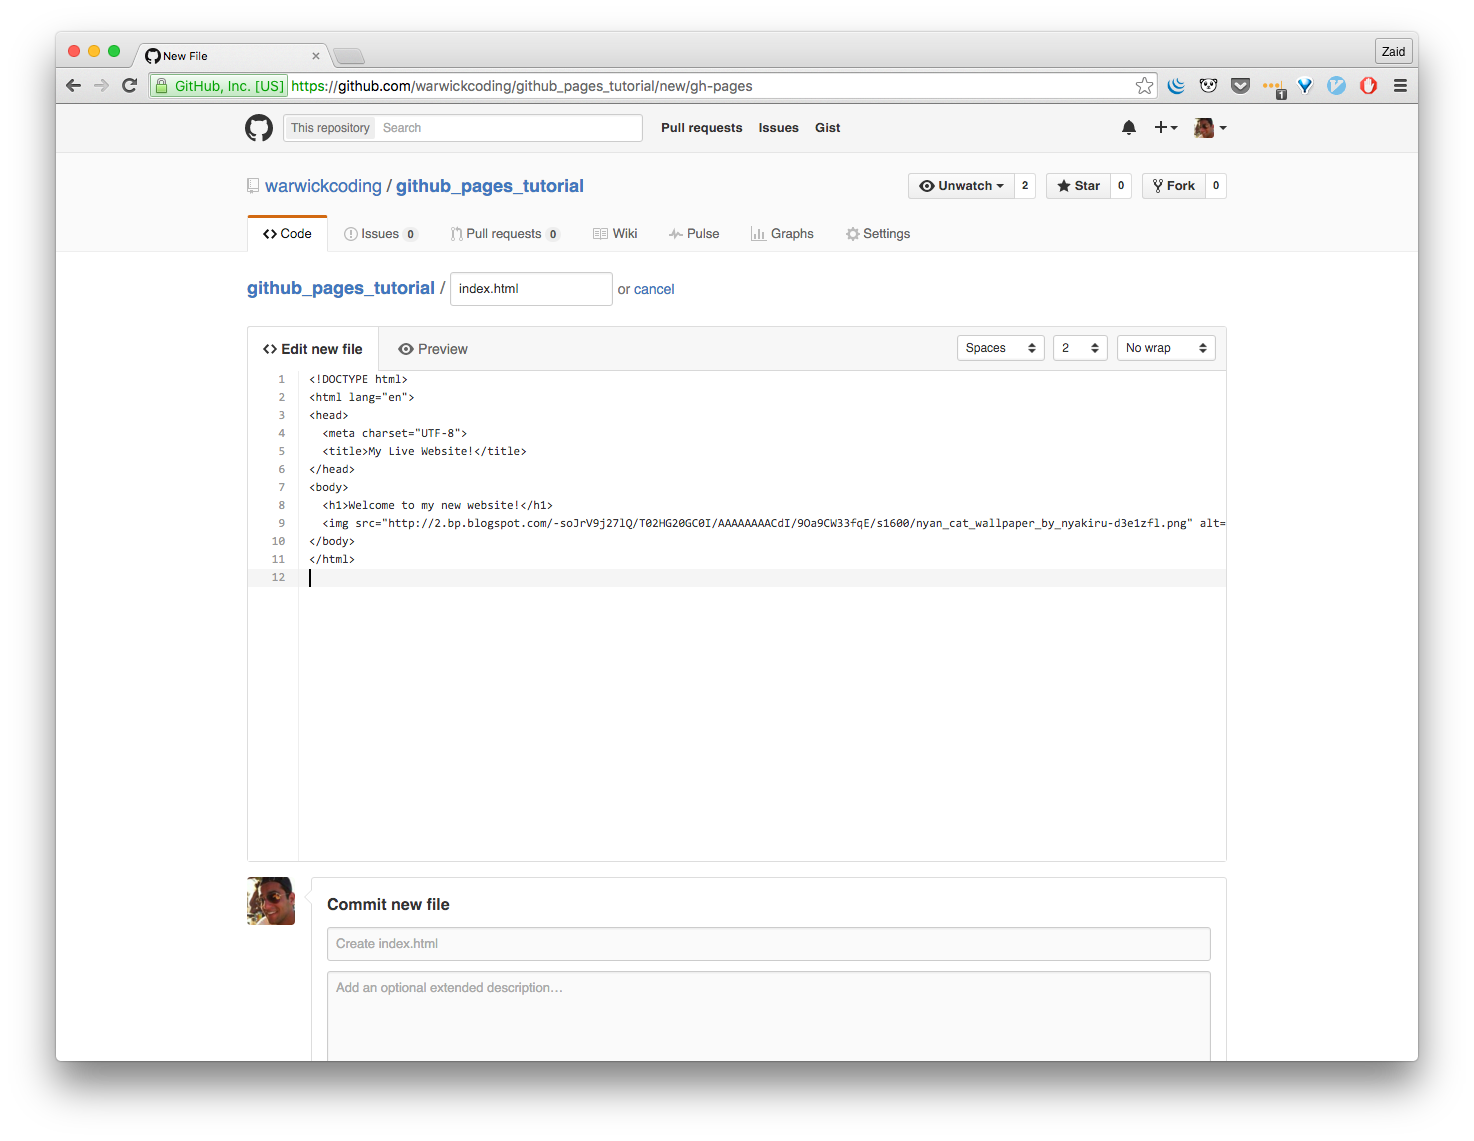 New File
Zaid
GitHub, Inc. [US] https://github.com/warwickcoding/github_pages_tutorial/new/gh-pages
1
This repository Search Pull requests Issues Gist
warwickcoding / github_pages_tutorial Unwatch 2 Star 0 Fork 0
Code Issues 0 Pull requests 0 Wiki Pulse Graphs Settings
github_pages_tutorial / index.html or cancel
Edit new file Preview Spaces 2 No wrap
1 <!DOCTYPE html>
2 <html lang="en">
3 <head>
4 <meta charset="UTF-8">
5 <title>My Live Website!</title>
6 </head>
7 <body>
8 <h1>Welcome to my new website!</h1>
9 <img src="http://2.bp.blogspot.com/-soJrV9j27lQ/T02HG20GC0I/AAAAAAAACdI/9Oa9CW33fqE/s1600/nyan_cat_wallpaper_by_nyakiru-d3e1zfl.png" alt=
10 </body>
11 </html>
12
Commit new file
Create index.html
Add an optional extended description…